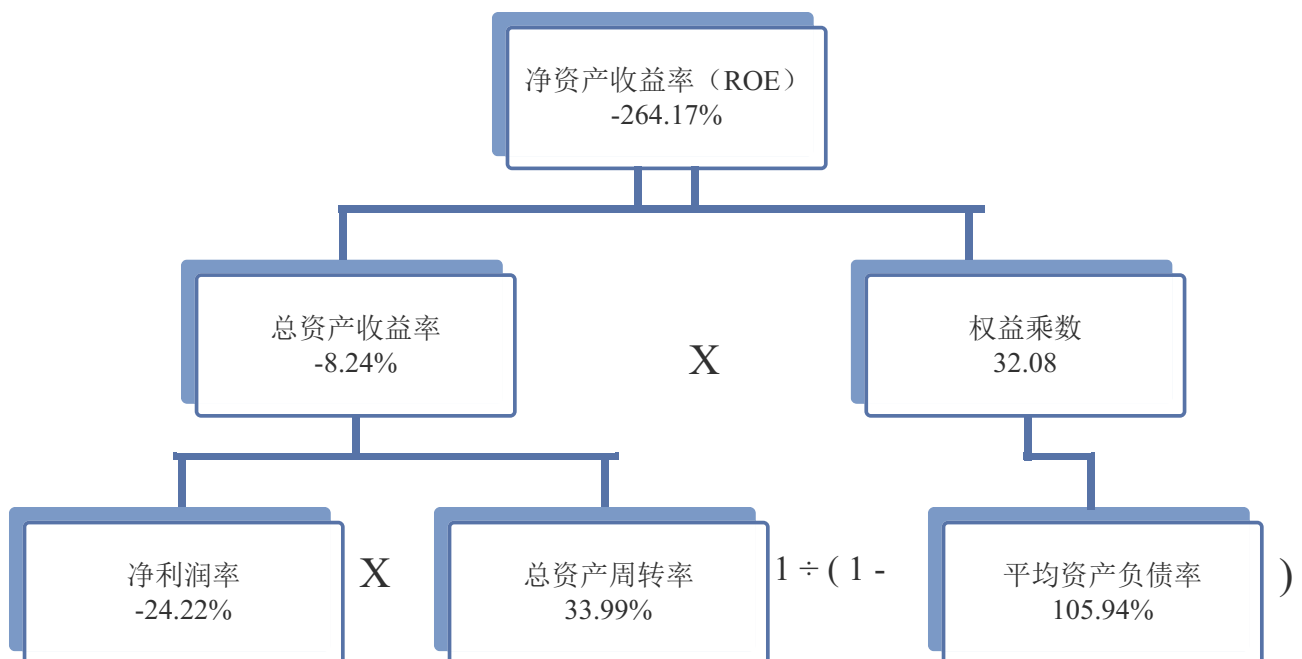 净资产收益率（ROE）
-264.17%
总资产收益率
-8.24%
X
权益乘数
32.08
净利润率
-24.22%
X
总资产周转率
33.99%
1 ÷ ( 1 -
平均资产负债率
105.94%
)